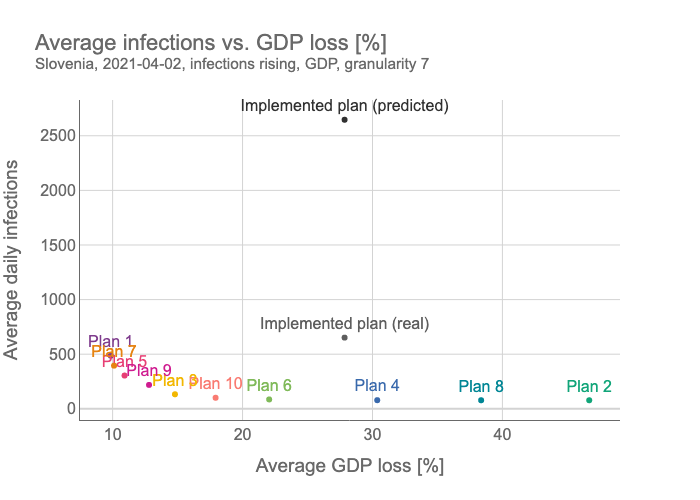 Average infections vs. GDP loss [%]
Slovenia, 2021-04-02, infections rising, GDP, granularity 7
Implemented plan (predicted)
2500
2000
1500
1000
500
0
Average daily infections
Implemented plan (real)
Plan 1
Plan 7
Plan 5
Plan 9
Plan 10
Plan 6
Plan 4
Plan 8
Plan 2
10
20
30
40
Average GDP loss [%]